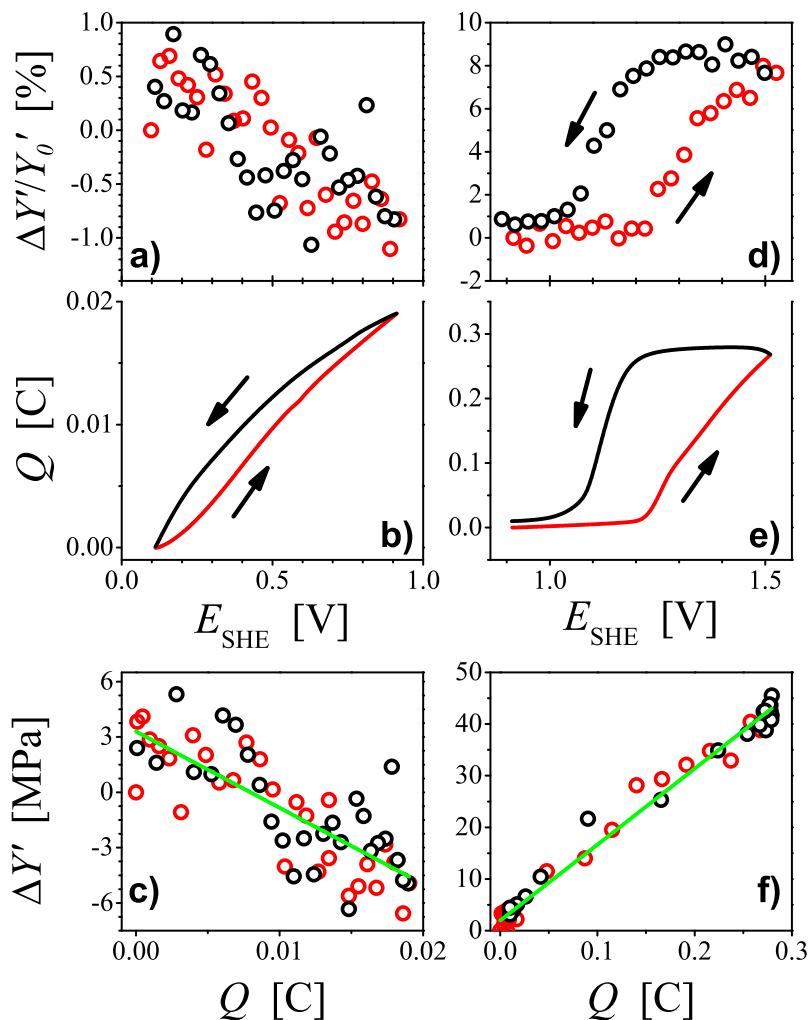 ΔY'/Y₀' [%]
1.0
0.5
0.0
-0.5
-1.0
a)
10
8
6
4
2
0
-2
d)
Q [C]
0.02
0.01
0.00
b)
0.0 0.5 1.0
E_SHE [V]
0.3
0.2
0.1
0.0
e)
1.0 1.5
E_SHE [V]
ΔY' [MPa]
6
3
0
-3
-6
c)
0.00 0.01 0.02
Q [C]
50
40
30
20
10
0
f)
0.0 0.1 0.2 0.3
Q [C]